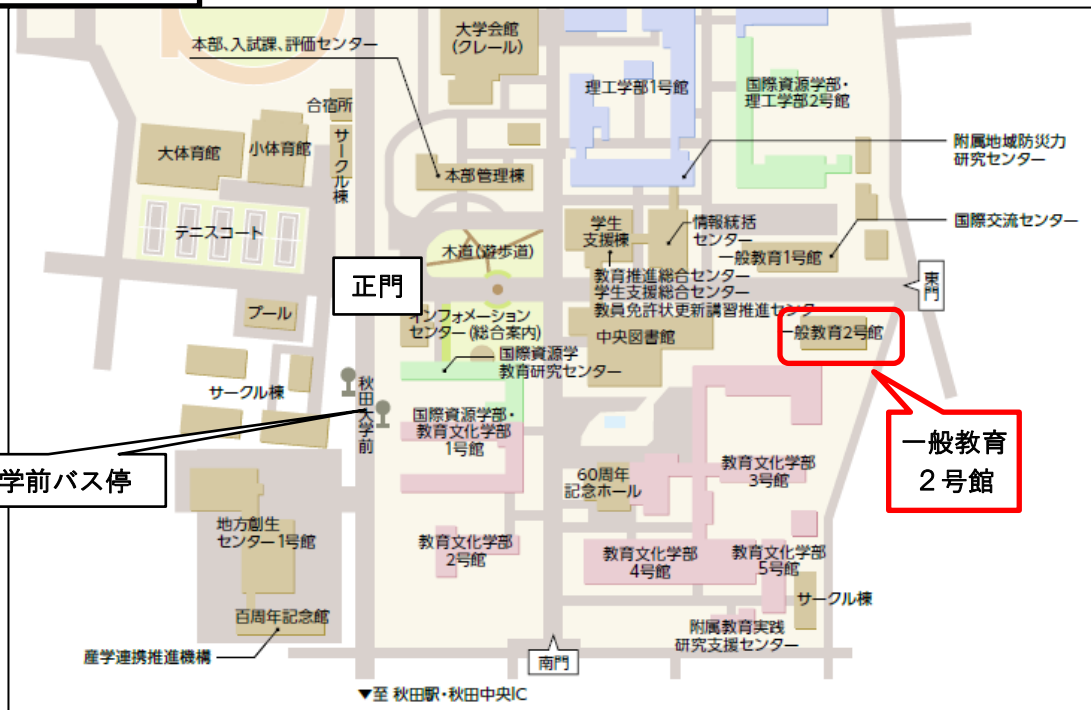 大学会館
(クレール)
本部、入試課、評価センター
理工学部1号館
国際資源学部・
理工学部2号館
合宿所
大体育館
小体育館
サークル棟
附属地域防災力
研究センター
本部管理棟
テニスコート
木道(遊歩道)
学生
支援棟
情報統括
センター
一般教育1号館
国際交流センター
正門
教育推進総合センター
学生支援総合センター
教員免許状更新講習推進センター
東門
プール
インフォメーション
センター(総合案内)
中央図書館
一般教育2号館
国際資源学
教育研究センター
サークル棟
秋田大学前
国際資源学部・
教育文化学部
1号館
一般教育
2号館
学前バス停
60周年
記念ホール
教育文化学部
3号館
地方創生
センター1号館
教育文化学部
2号館
教育文化学部
4号館
教育文化学部
5号館
サークル棟
百周年記念館
附属教育実践
研究支援センター
産学連携推進機構
南門
▼至 秋田駅・秋田中央IC